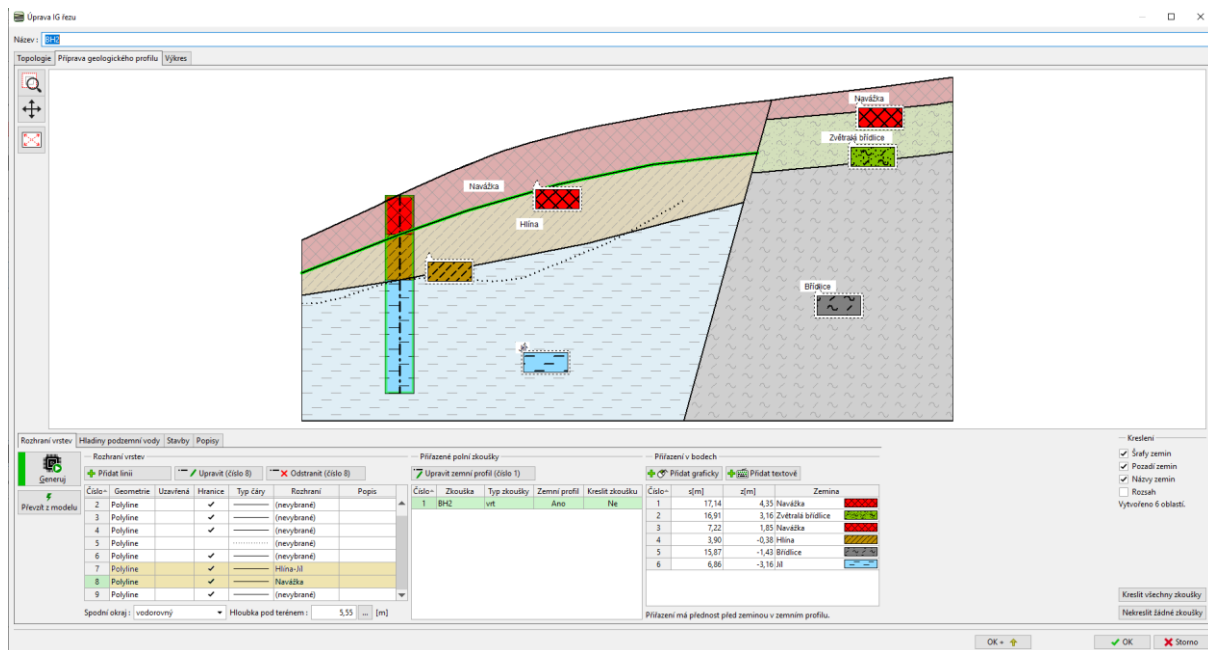 Úprava IG řezu
Název : BH2
Topologie Příprava geologického profilu Výkres
Navážka
Zvětralá břidlice
Navážka
Hlína
Břidlice
Jíl
Rozhraní vrstev Hladiny podzemní vody Stavby Popisy
Generuj
Převzít z modelu
Rozhraní vrstev
Přidat linii Upravit (číslo 8) Odstranit (číslo 8)
Číslo Geometrie Uzavřená Hranice Typ čáry Rozhraní Popis
2 Polyline (nevybrané)
3 Polyline (nevybrané)
4 Polyline (nevybrané)
5 Polyline (nevybrané)
6 Polyline (nevybrané)
7 Polyline Hlína-Jíl
8 Polyline Navážka
9 Polyline (nevybrané)
Spodní okraj : vodorovný Hloubka pod terénem : 5,55 ... [m]
Přiřazené polní zkoušky
Upravit zemní profil (číslo 1)
Číslo Zkouška Typ zkoušky Zemní profil Kreslit zkoušku
1 BH2 vrt Ano Ne
Přiřazení v bodech
Přidat graficky Přidat textově
Číslo s[m] z[m] Zemina
1 17,14 4,35 Navážka
2 16,91 3,16 Zvětralá břidlice
3 7,22 1,85 Navážka
4 3,90 -0,38 Hlína
5 15,87 -1,43 Břidlice
6 6,86 -3,16 Jíl
Přiřazení má přednost před zeminou v zemním profilu.
Kreslení
Šrafy zemin
Pozadí zemin
Názvy zemin
Rozsah
Vytvořeno 6 oblastí.
Kreslit všechny zkoušky
Nekreslit žádné zkoušky
OK + OK Storno